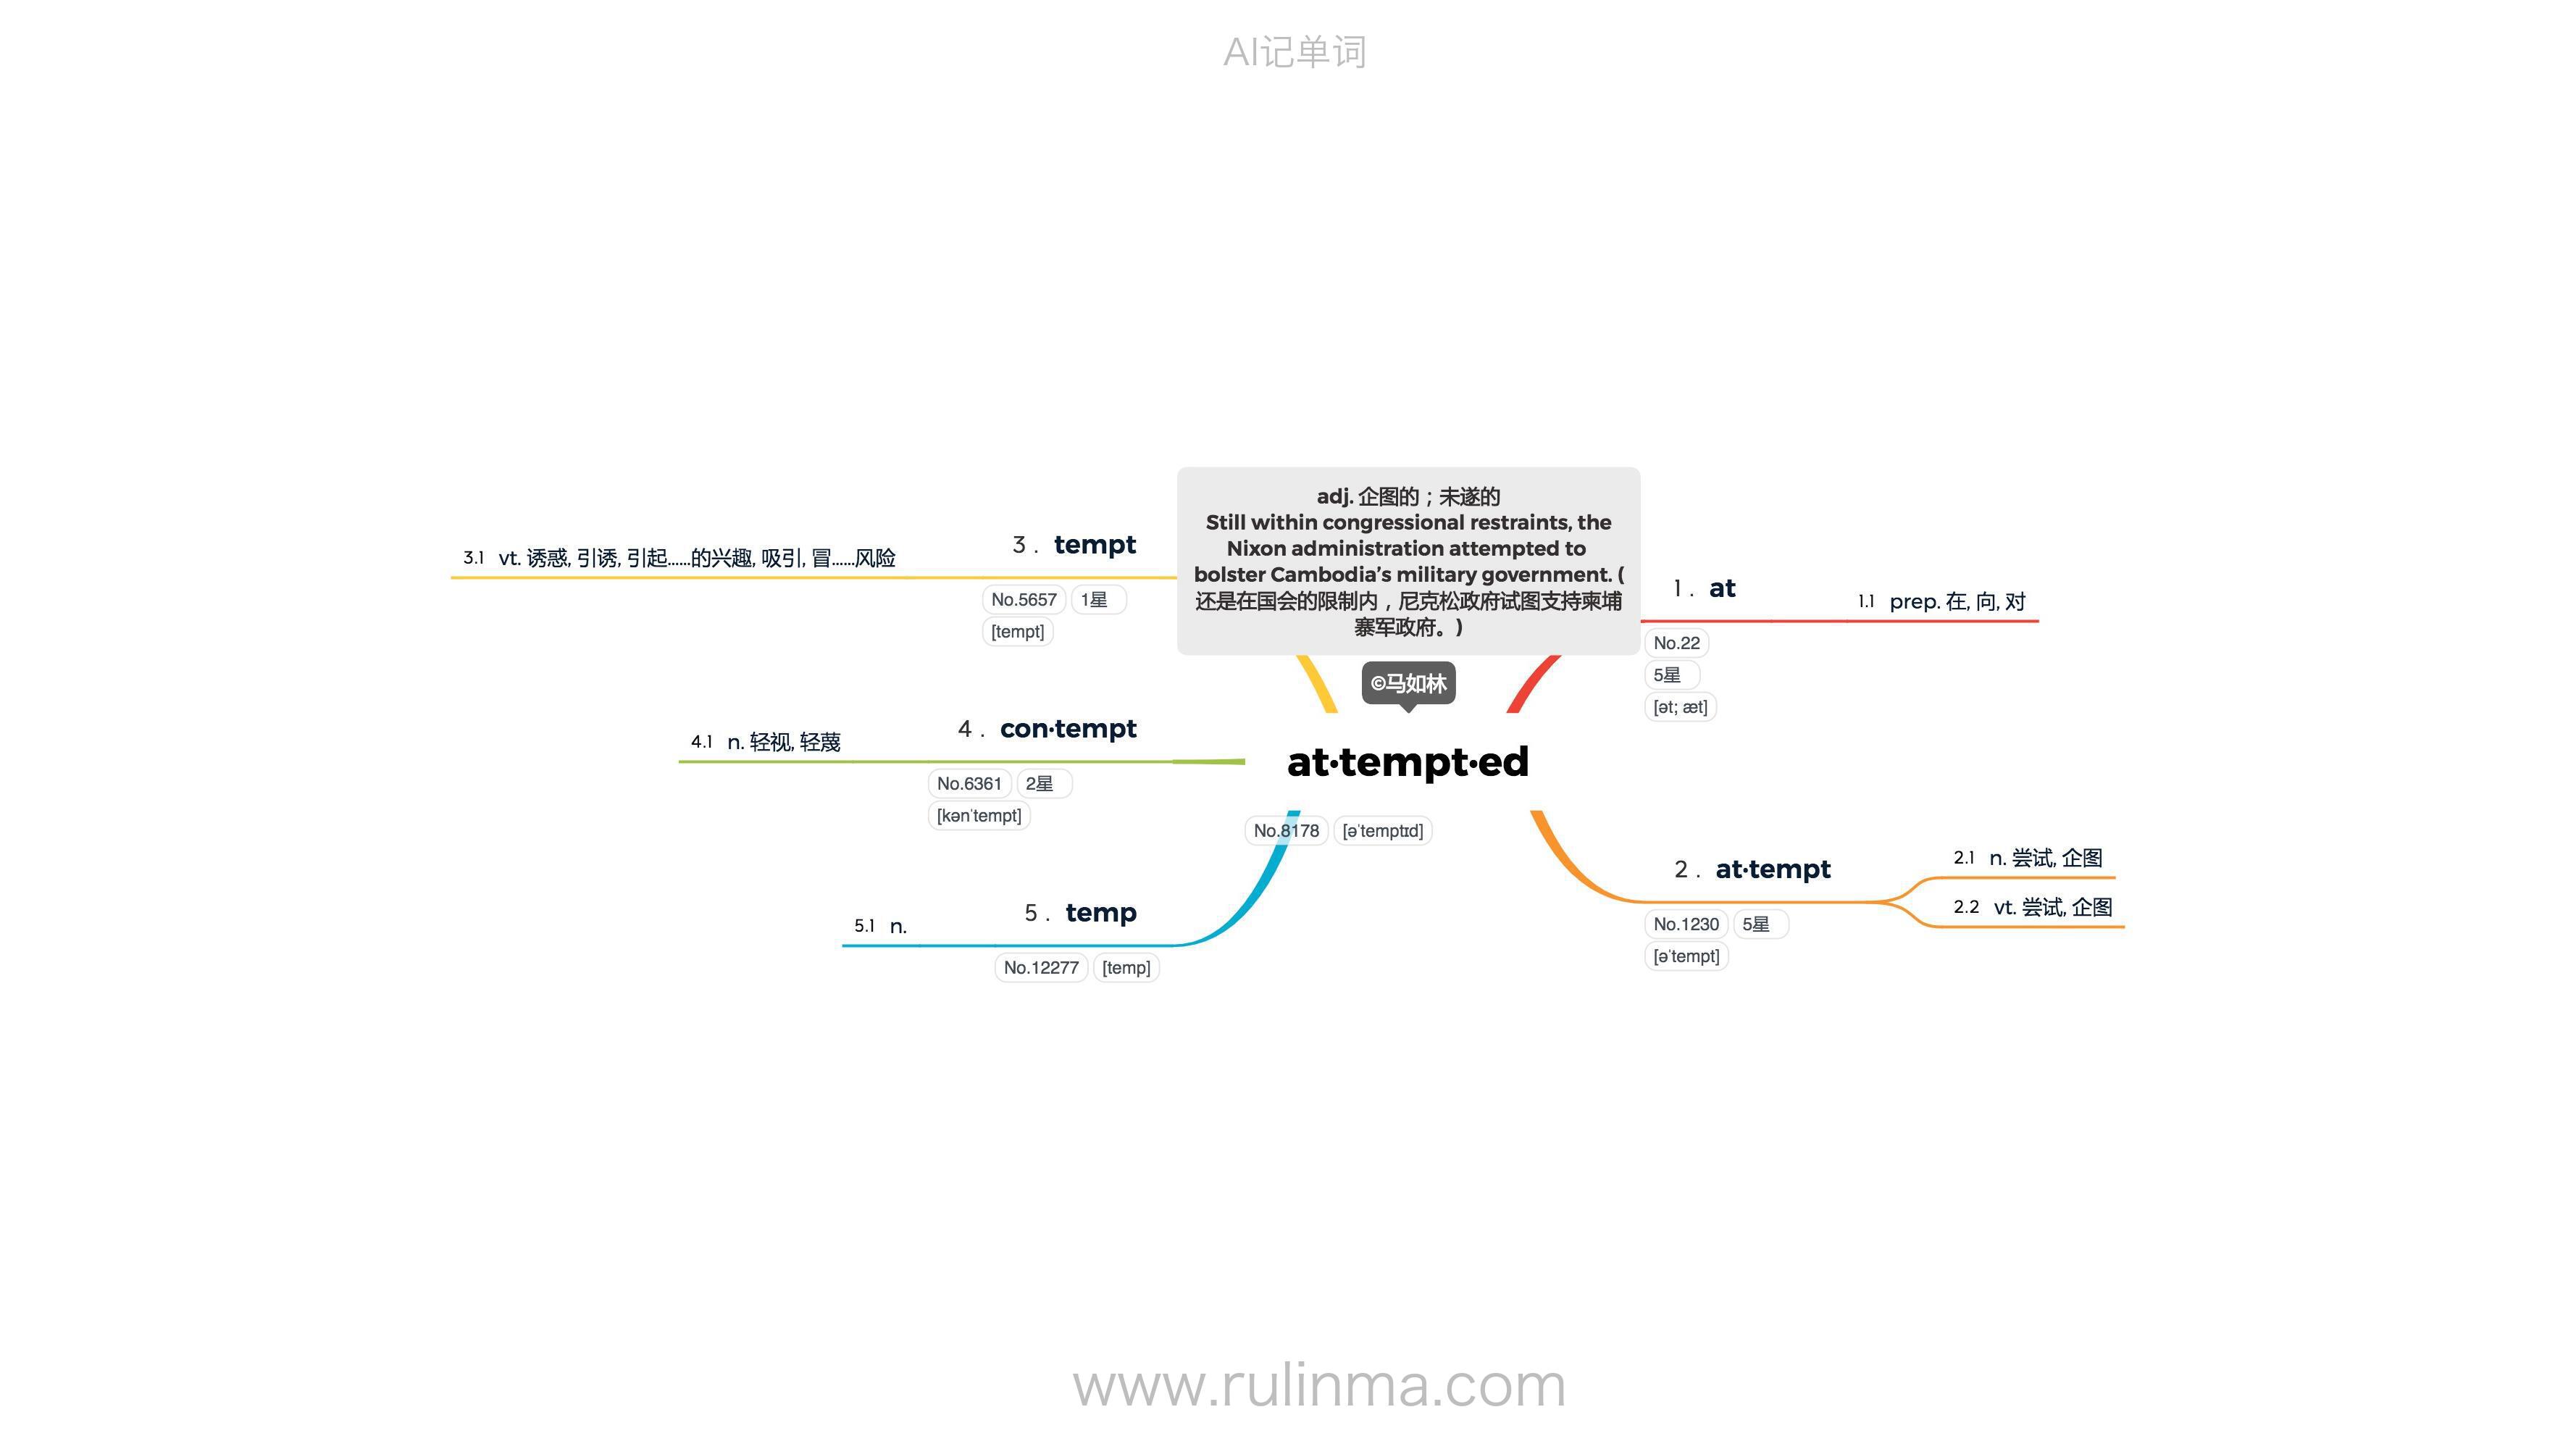 AI记单词
adj. 企图的；未遂的
Still within congressional restraints, the
Nixon administration attempted to
bolster Cambodia’s military government. (
还是在国会的限制内，尼克松政府试图支持柬埔
寨军政府。)
©马如林
at·tempt·ed
No.8178 [əˈtemptɪd]
1. at
1.1 prep. 在, 向, 对
No.22
5星
[ət; æt]
2. at·tempt
2.1 n. 尝试, 企图
2.2 vt. 尝试, 企图
No.1230 5星
[əˈtempt]
3. tempt
3.1 vt. 诱惑, 引诱, 引起……的兴趣, 吸引, 冒……风险
No.5657 1星
[tempt]
4. con·tempt
4.1 n. 轻视, 轻蔑
No.6361 2星
[kənˈtempt]
5. temp
5.1 n.
No.12277 [temp]
www.rulinma.com